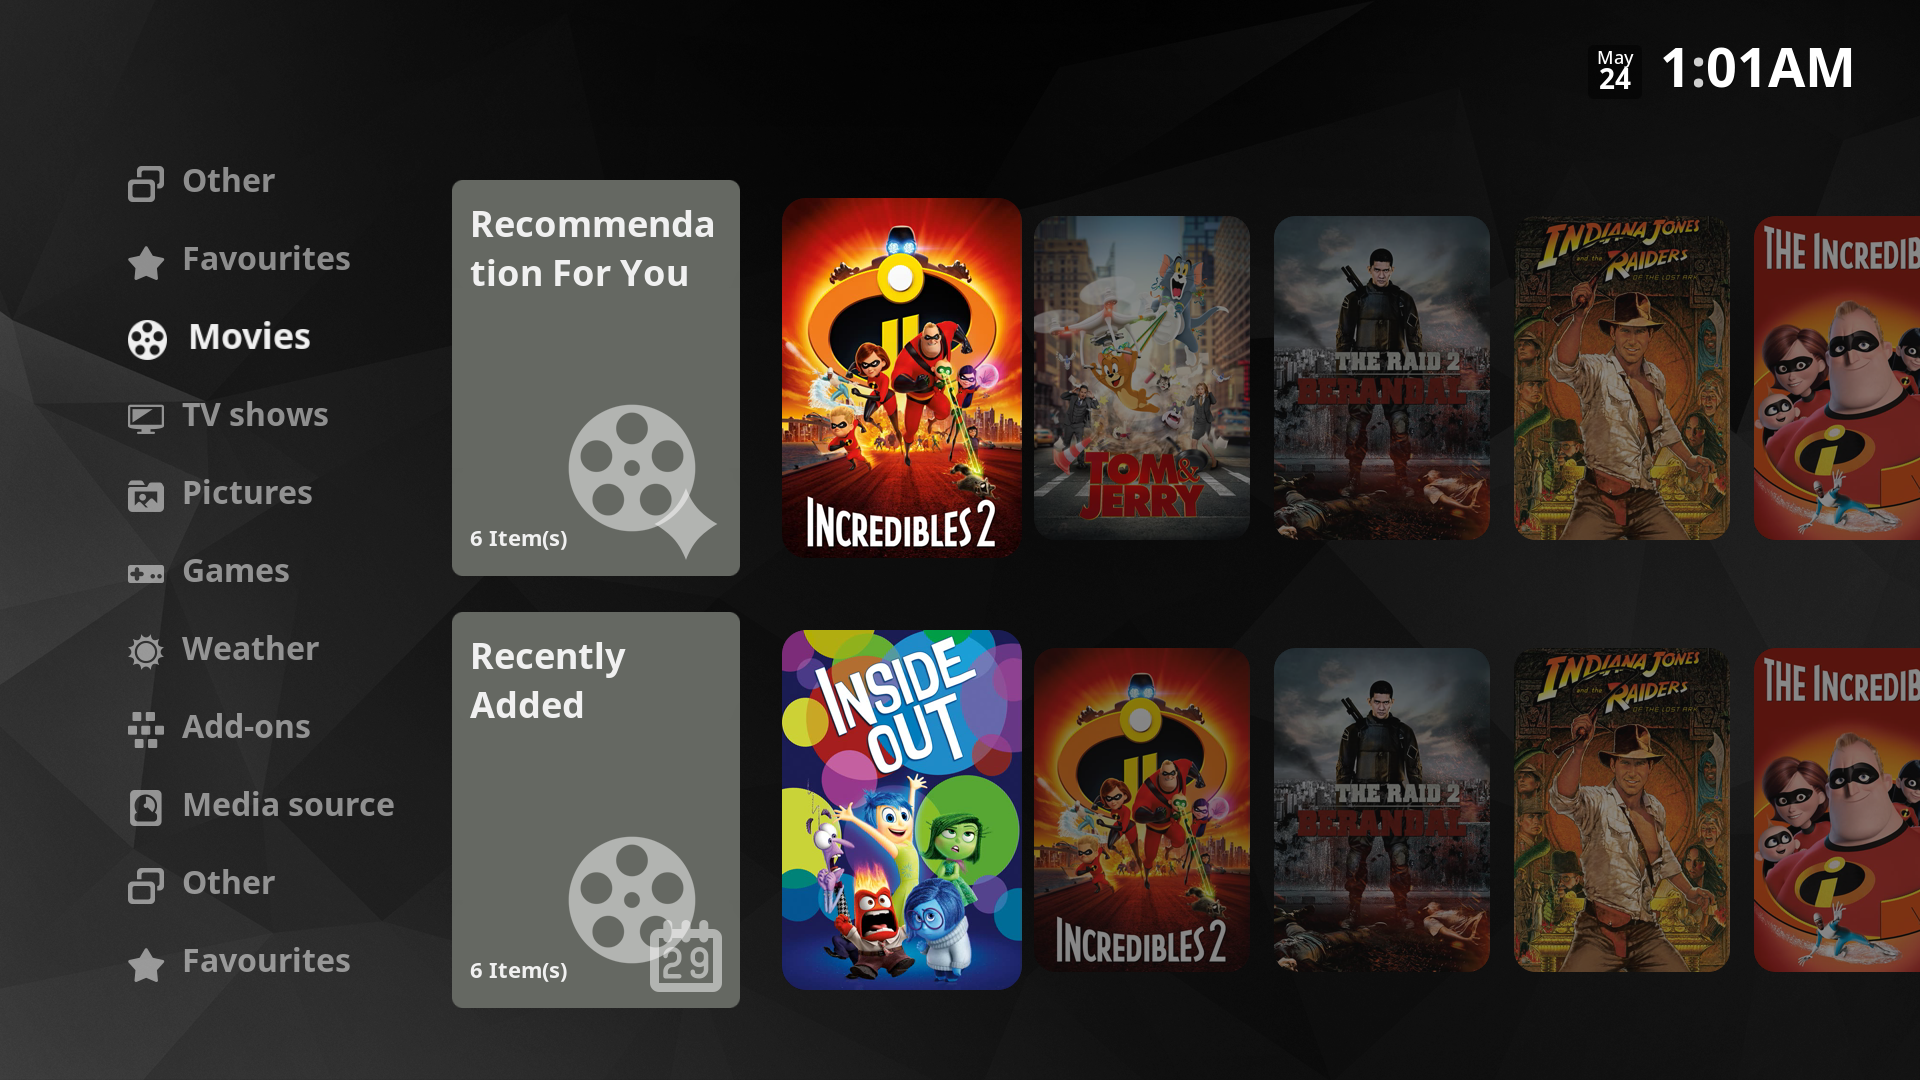 May
24
1:01AM
Other
Favourites
Movies
TV shows
Pictures
Games
Weather
Add-ons
Media source
Other
Favourites
Recommenda
tion For You
6 Item(s)
INCREDIBLES 2
TOM&
JERRY
THE RAID 2
BERANDAL
INDIANA JONES
and the
RAIDERS
OF THE LOST ARK
THE INCREDIB
Recently
Added
29
6 Item(s)
INSIDE
OUT
INCREDIBLES 2
THE RAID 2
BERANDAL
INDIANA JONES
and the
RAIDERS
OF THE LOST ARK
THE INCREDIB